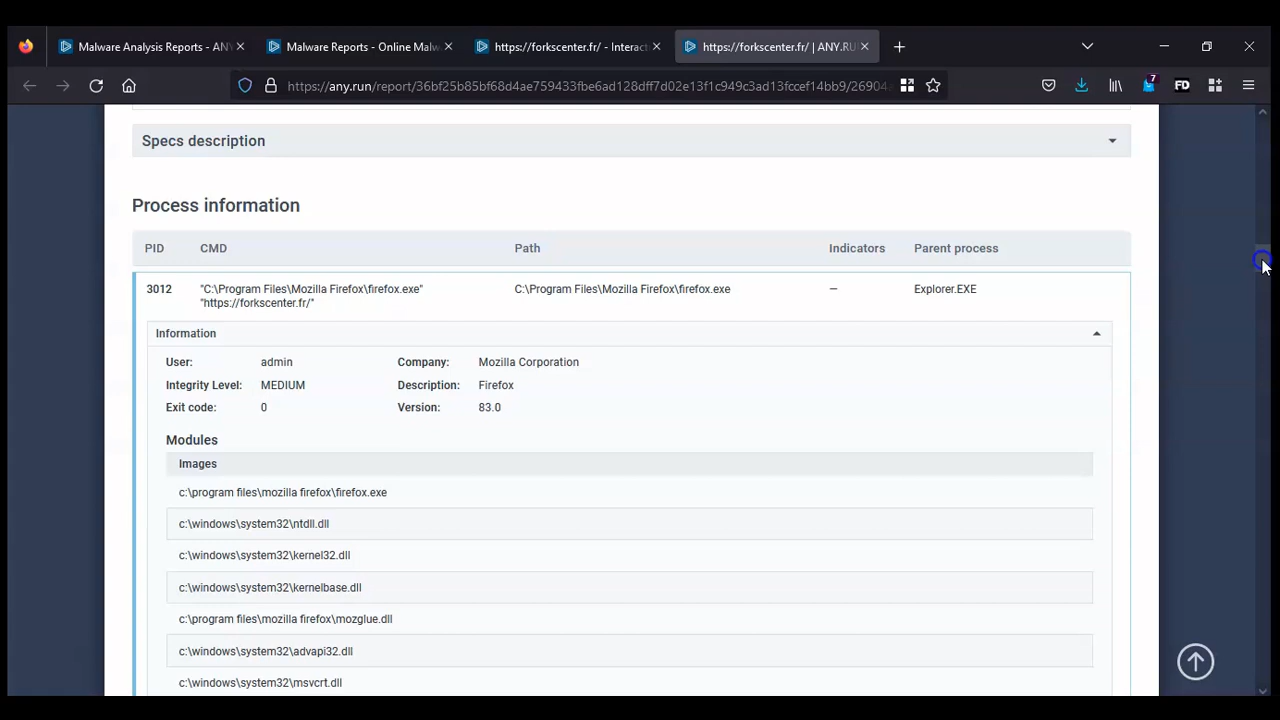 Malware Analysis Reports - ANY
Malware Reports - Online Malw
https://forkscenter.fr/ - Interact
https://forkscenter.fr/ | ANY.RU
https://any.run/report/36bf25b85bf68d4ae759433fbe6ad128dff7d02e13f1c949c3ad13fccef14bb9/26904
7
FD
Specs description
Process information
PID CMD Path Indicators Parent process
3012 "C:\Program Files\Mozilla Firefox\firefox.exe" C:\Program Files\Mozilla Firefox\firefox.exe — Explorer.EXE
"https://forkscenter.fr/"
Information
User: admin Company: Mozilla Corporation
Integrity Level: MEDIUM Description: Firefox
Exit code: 0 Version: 83.0
Modules
Images
c:\program files\mozilla firefox\firefox.exe
c:\windows\system32\ntdll.dll
c:\windows\system32\kernel32.dll
c:\windows\system32\kernelbase.dll
c:\program files\mozilla firefox\mozglue.dll
c:\windows\system32\advapi32.dll
c:\windows\system32\msvcrt.dll